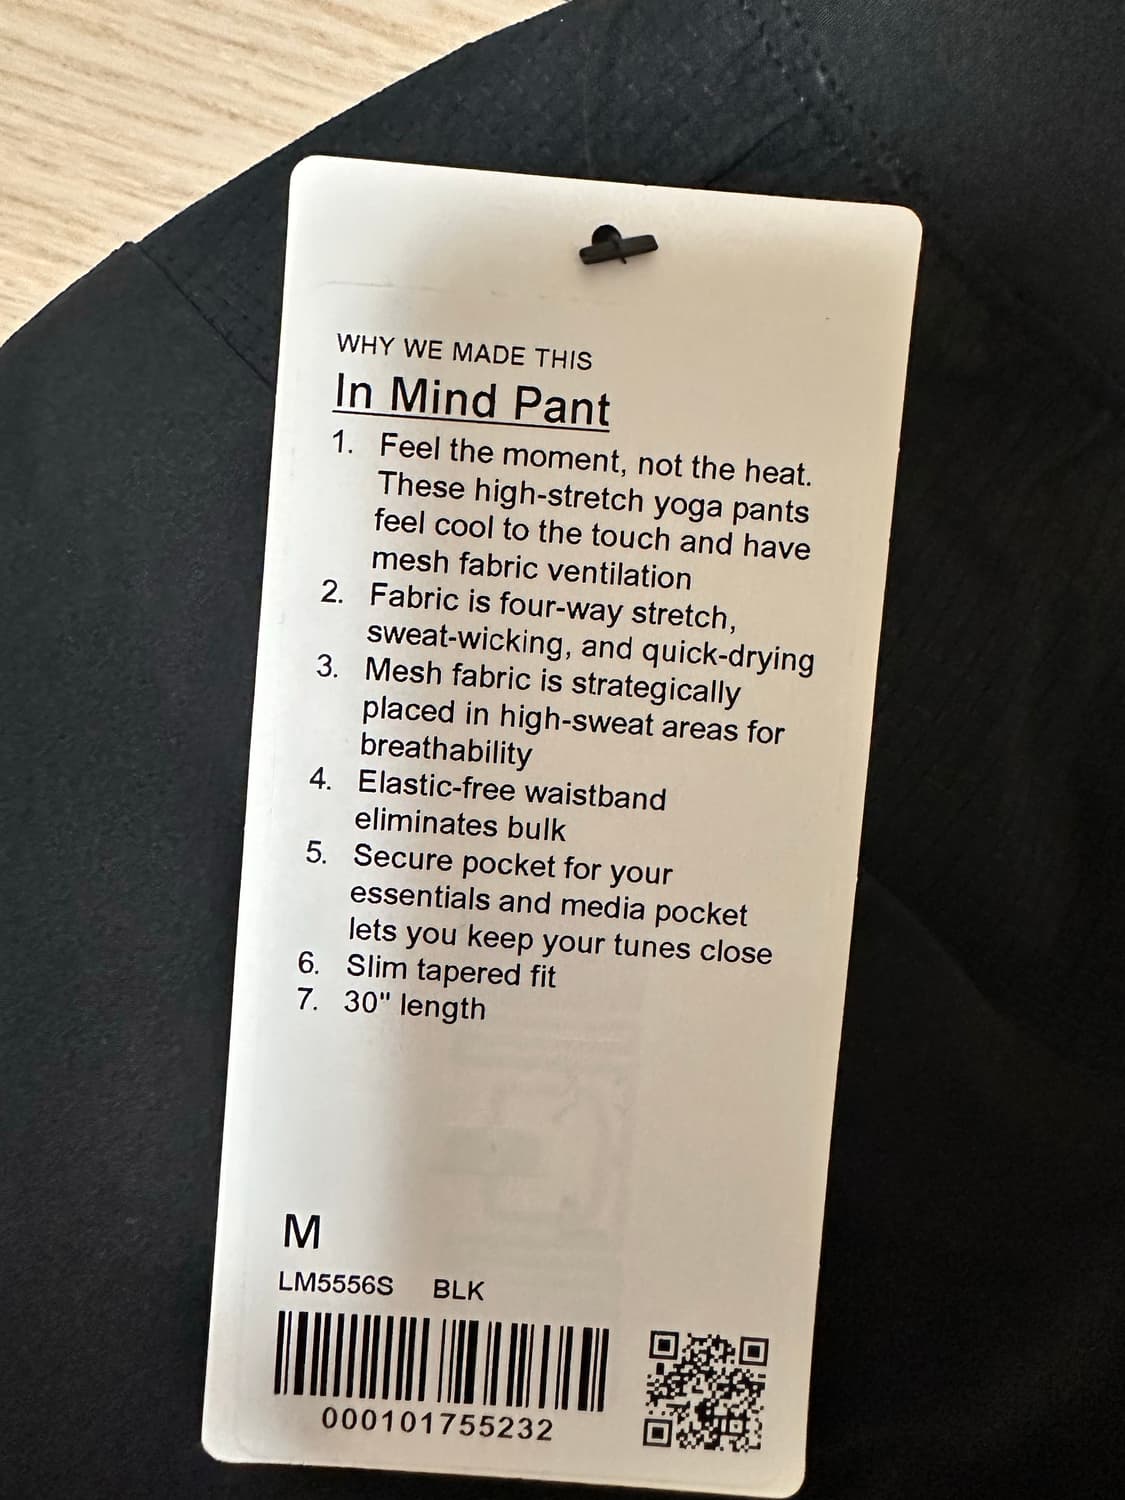 WHY WE MADE THIS
In Mind Pant
1. Feel the moment, not the heat.
These high-stretch yoga pants
feel cool to the touch and have
mesh fabric ventilation
2. Fabric is four-way stretch,
sweat-wicking, and quick-drying
3. Mesh fabric is strategically
placed in high-sweat areas for
breathability
4. Elastic-free waistband
eliminates bulk
5. Secure pocket for your
essentials and media pocket
lets you keep your tunes close
6. Slim tapered fit
7. 30" length
M
LM5556S BLK
000101755232